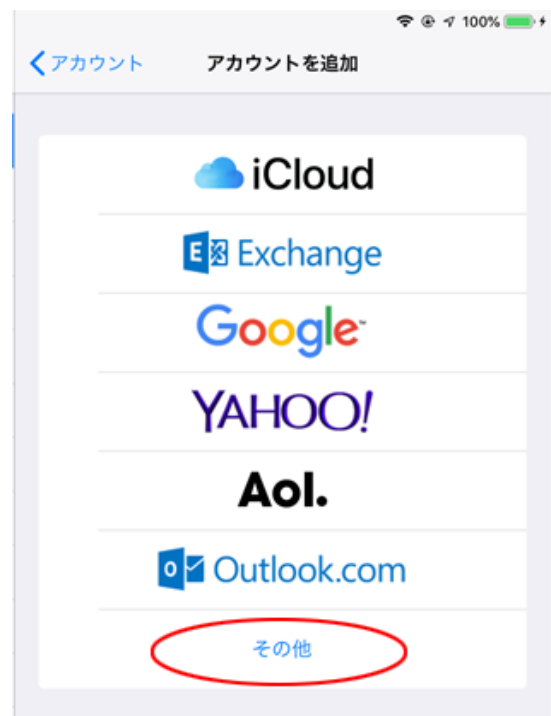 100%
アカウント アカウントを追加
iCloud
E Exchange
Google™
YAHOO!
Aol.
o Outlook.com
その他